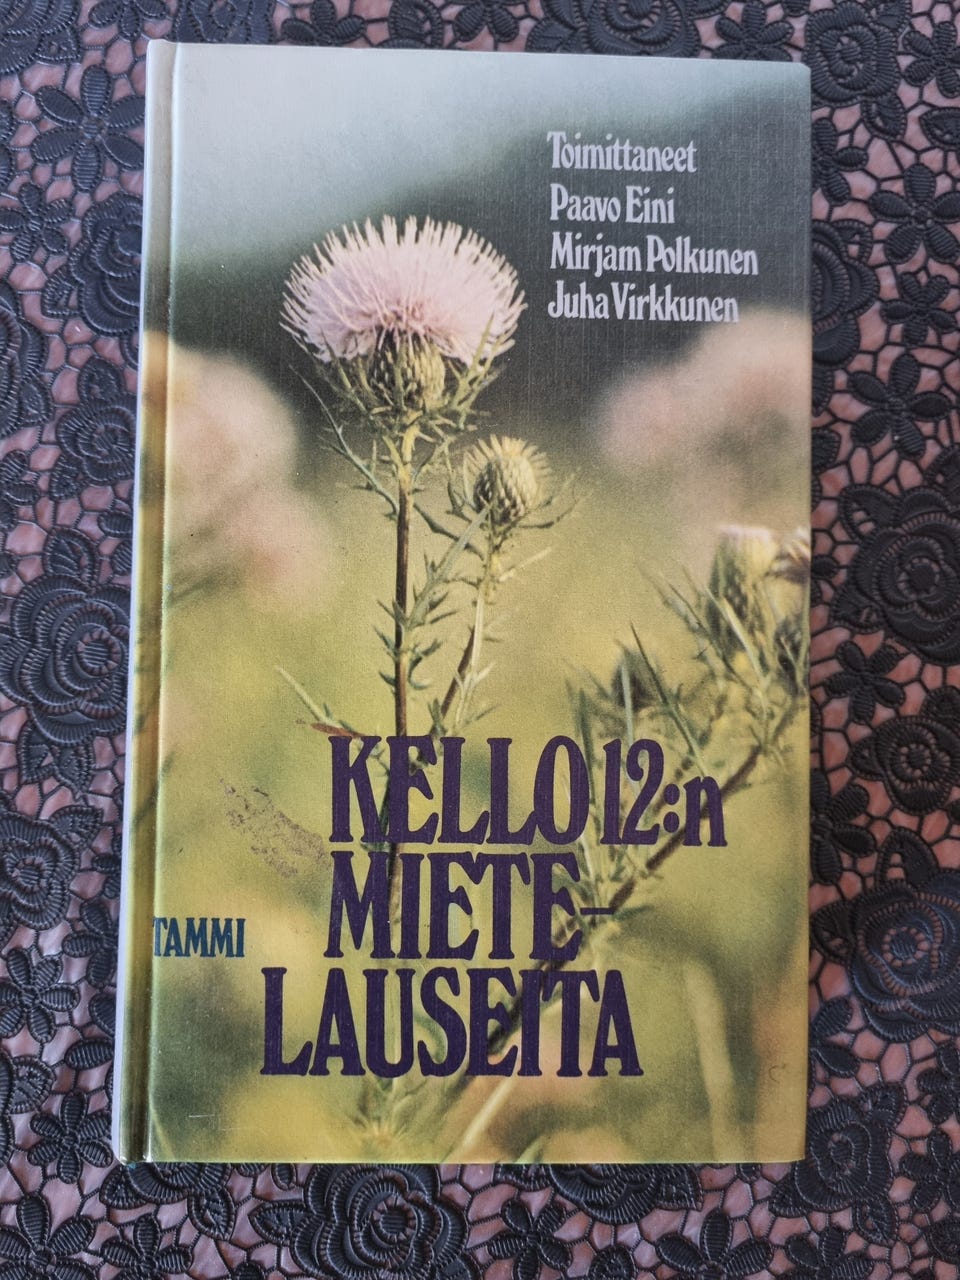 Toimittaneet
Paavo Eini
Mirjam Polkunen
Juha Virkkunen
KELLO 12:n
MIETE-
TAMMI
LAUSEITA